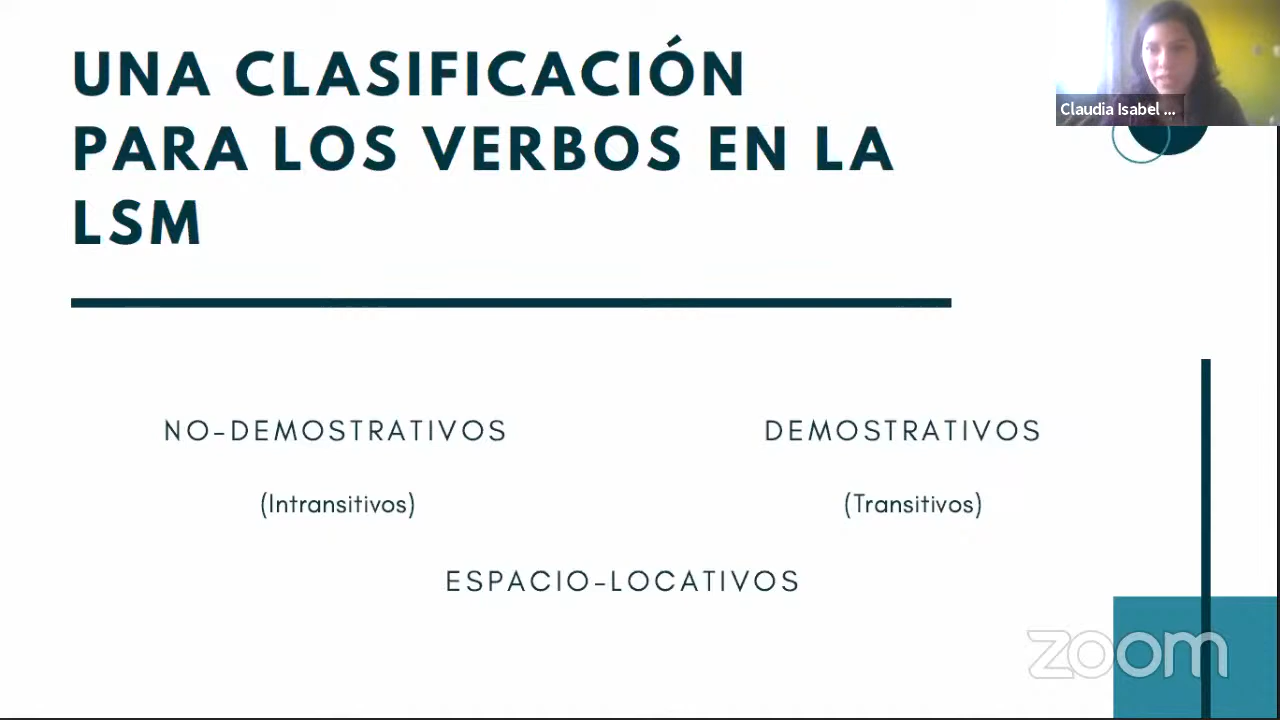 UNA CLASIFICACIÓN
PARA LOS VERBOS EN LA
LSM
Claudia Isabel ...
NO-DEMOSTRATIVOS
DEMOSTRATIVOS
(Intransitivos)
(Transitivos)
ESPACIO-LOCATIVOS
zoom